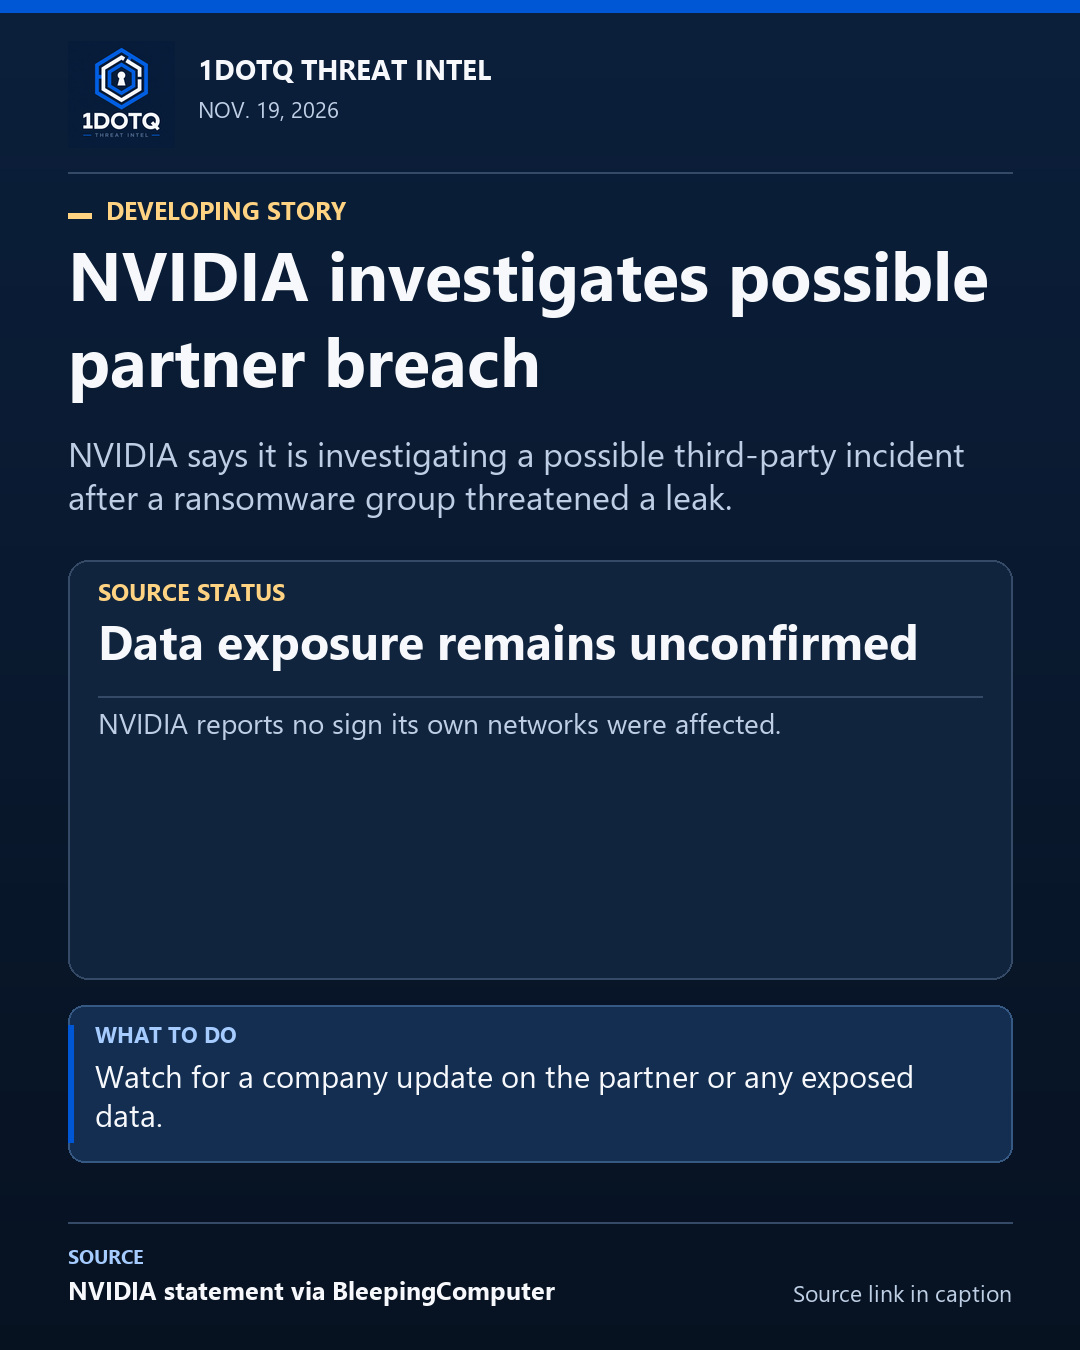 1DOTQ
THREAT INTEL
1DOTQ THREAT INTEL
NOV. 19, 2026
DEVELOPING STORY
NVIDIA investigates possible
partner breach
NVIDIA says it is investigating a possible third-party incident
after a ransomware group threatened a leak.
SOURCE STATUS
Data exposure remains unconfirmed
NVIDIA reports no sign its own networks were affected.
WHAT TO DO
Watch for a company update on the partner or any exposed
data.
SOURCE
NVIDIA statement via BleepingComputer
Source link in caption